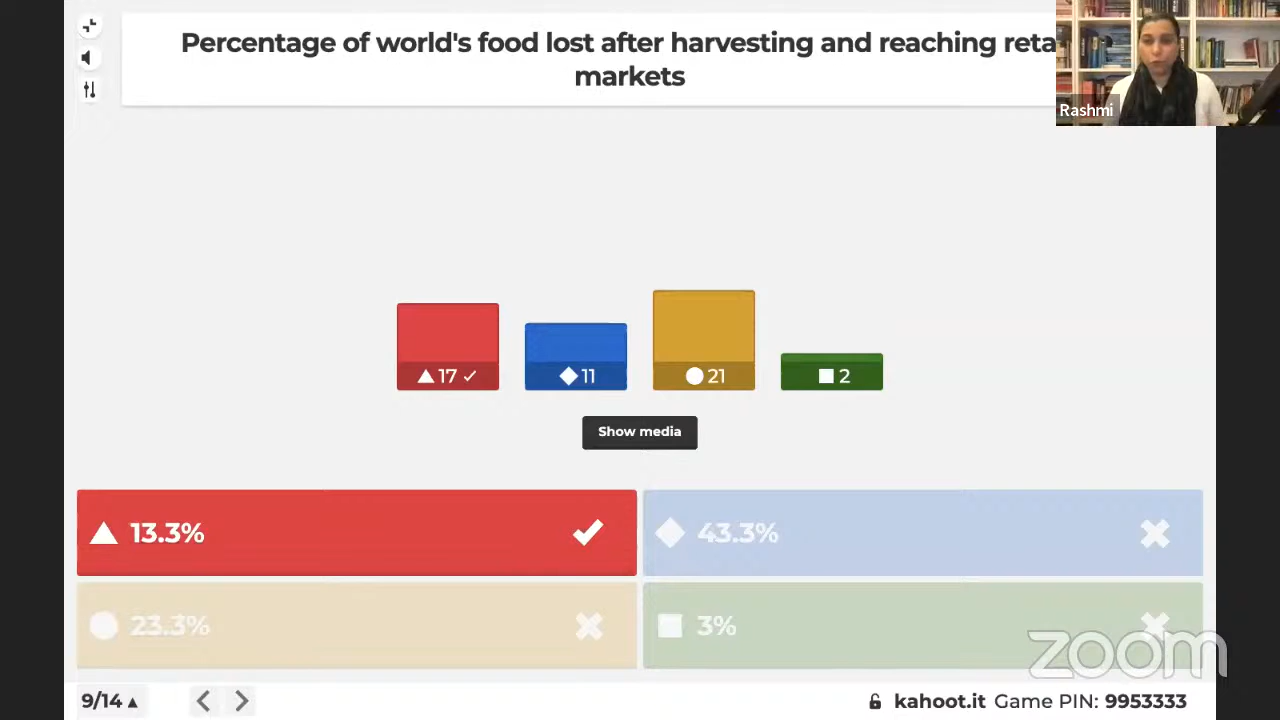 Percentage of world's food lost after harvesting and reaching reta
markets
Rashmi
17
11
21
2
Show media
13.3%
43.3%
23.3%
3%
zoom
9/14
kahoot.it Game PIN: 9953333